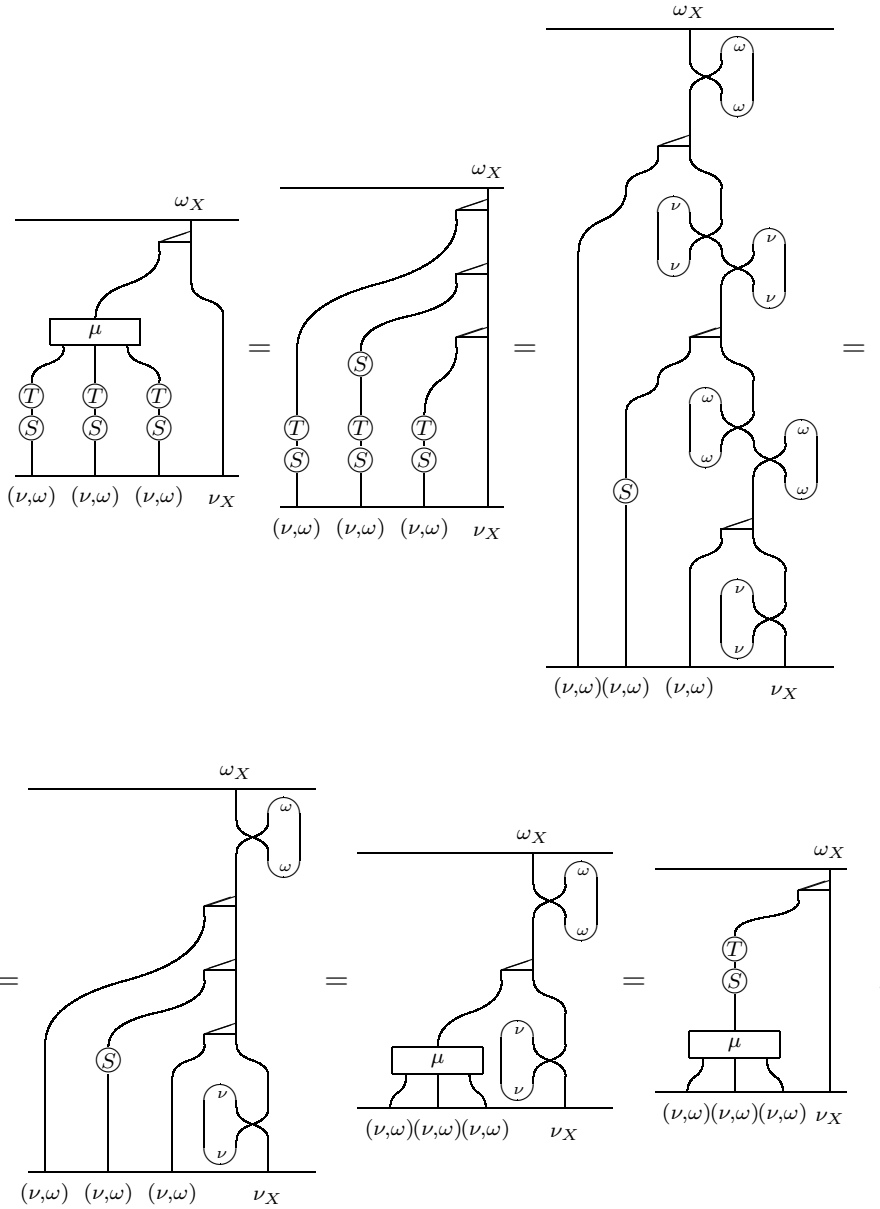 ω_X
μ
T T T
S S S
(ν,ω) (ν,ω) (ν,ω) ν_X
=
ω_X
S
T T T
S S S
(ν,ω) (ν,ω) (ν,ω) ν_X
=
ω_X
ω
ω
ν
ν
ν
ν
ω
ω
ω
ω
S
ν
ν
(ν,ω)(ν,ω) (ν,ω) ν_X
=
=
ω_X
ω
ω
S
ν
ν
(ν,ω) (ν,ω) (ν,ω) ν_X
=
ω_X
ω
ω
ν
μ
ν
(ν,ω)(ν,ω)(ν,ω) ν_X
=
ω_X
T
S
μ
(ν,ω)(ν,ω)(ν,ω) ν_X
.